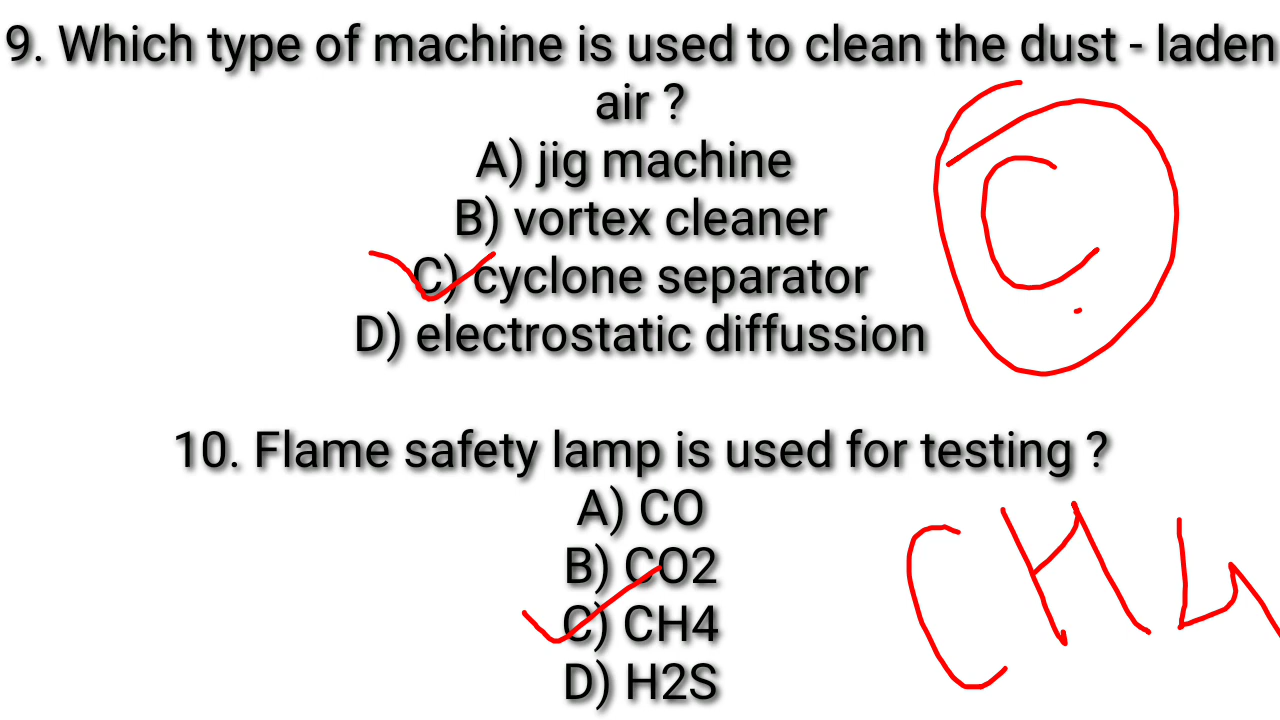 9. Which type of machine is used to clean the dust - laden
air ?
A) jig machine
B) vortex cleaner
C) cyclone separator
D) electrostatic diffussion
C
10. Flame safety lamp is used for testing ?
A) CO
B) CO2
C) CH4
D) H2S
CH4